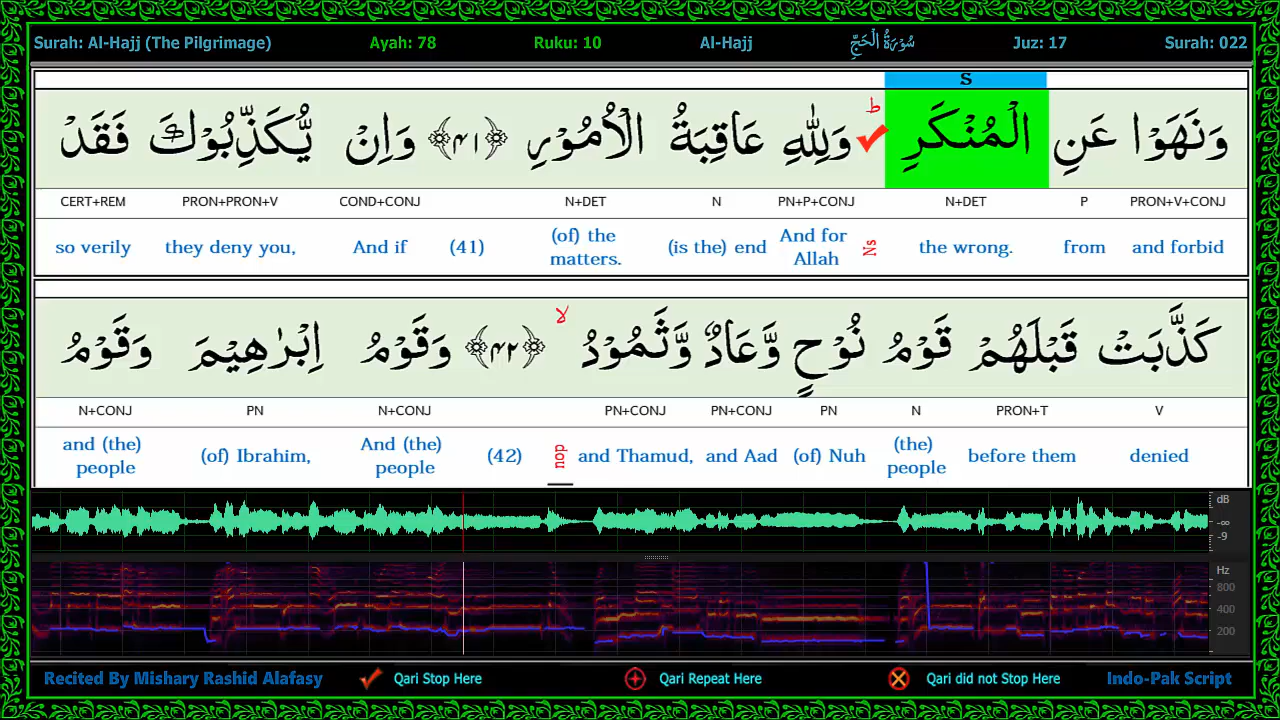 Surah: Al-Hajj (The Pilgrimage) Ayah: 78 Ruku: 10 Al-Hajj سُوْرَةُ الْحَجِّ Juz: 17 Surah: 022
S
وَنَهَوْا عَنِ الْمُنْكَرِ ؕ وَلِلّٰهِ عَاقِبَةُ الْاُمُوْرِ ﴿۴۱﴾ وَاِنْ يُّكَذِّبُوْكَ فَقَدْ
CERT+REM PRON+PRON+V COND+CONJ N+DET N PN+P+CONJ N+DET P PRON+V+CONJ
so verily they deny you, And if (41) (of) the matters. (is the) end And for Allah Ns the wrong. from and forbid
كَذَّبَتْ قَبْلَهُمْ قَوْمُ نُوْحٍ وَّعَادٌ وَّثَمُوْدُ ۙ ﴿۴۲﴾ وَقَوْمُ اِبْرٰهِيْمَ وَقَوْمُ
N+CONJ PN N+CONJ PN+CONJ PN+CONJ PN N PRON+T V
and (the) people (of) Ibrahim, And (the) people (42) nop and Thamud, and Aad (of) Nuh (the) people before them denied
dB
-∞
-9
Hz
800
400
200
Recited By Mishary Rashid Alafasy Qari Stop Here Qari Repeat Here Qari did not Stop Here Indo-Pak Script